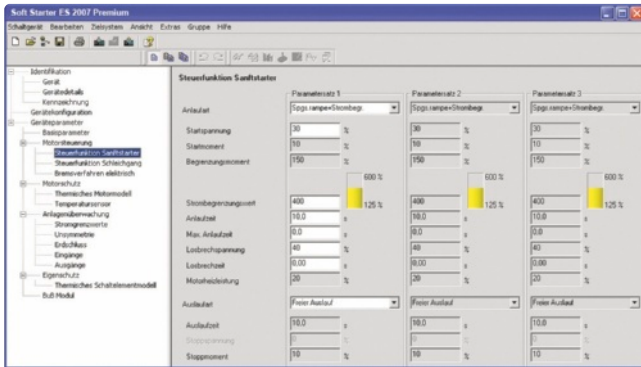 Soft Starter ES 2007 Premium
Schaltgerät Bearbeiten Zielsystem Ansicht Extras Gruppe Hilfe
Identifikation
Gerät
Gerätedetails
Kennzeichnung
Gerätekonfiguration
Geräteparameter
Basisparameter
Motorsteuerung
Steuerfunktion Sanftstarter
Steuerfunktion Schleichgang
Bremsverfahren elektrisch
Motorschutz
Thermisches Motormodell
Temperatursensor
Anlagenüberwachung
Stromgrenzwerte
Unsymmetrie
Erdschluss
Eingänge
Ausgänge
Eigenschutz
Thermisches Schaltelementmodell
BuB Modul
Steuerfunktion Sanftstarter
Parametersatz 1 Parametersatz 2 Parametersatz 3
Anlaufart Spgs.rampe+Strombegr. Spgs.rampe+Strombegr. Spgs.rampe+Strombegr.
Startspannung 30 % 30 % 30 %
Startmoment 10 % 10 % 10 %
Begrenzungsmoment 150 % 150 % 150 %
600 % 600 % 600 %
Strombegrenzungswert 400 125 % 400 125 % 400 125 %
Anlaufzeit 10,0 s 10,0 s 10,0 s
Max. Anlaufzeit 0,0 s 0,0 s 0,0 s
Losbrechspannung 40 % 40 % 40 %
Losbrechzeit 0,00 s 0,00 s 0,00 s
Motorheizleistung 20 % 20 % 20 %
Auslaufart Freier Auslauf Freier Auslauf Freier Auslauf
Auslaufzeit 10,0 s 10,0 s 10,0 s
Stoppspannung 0 % 0 % 0 %
Stoppmoment 10 % 10 % 10 %